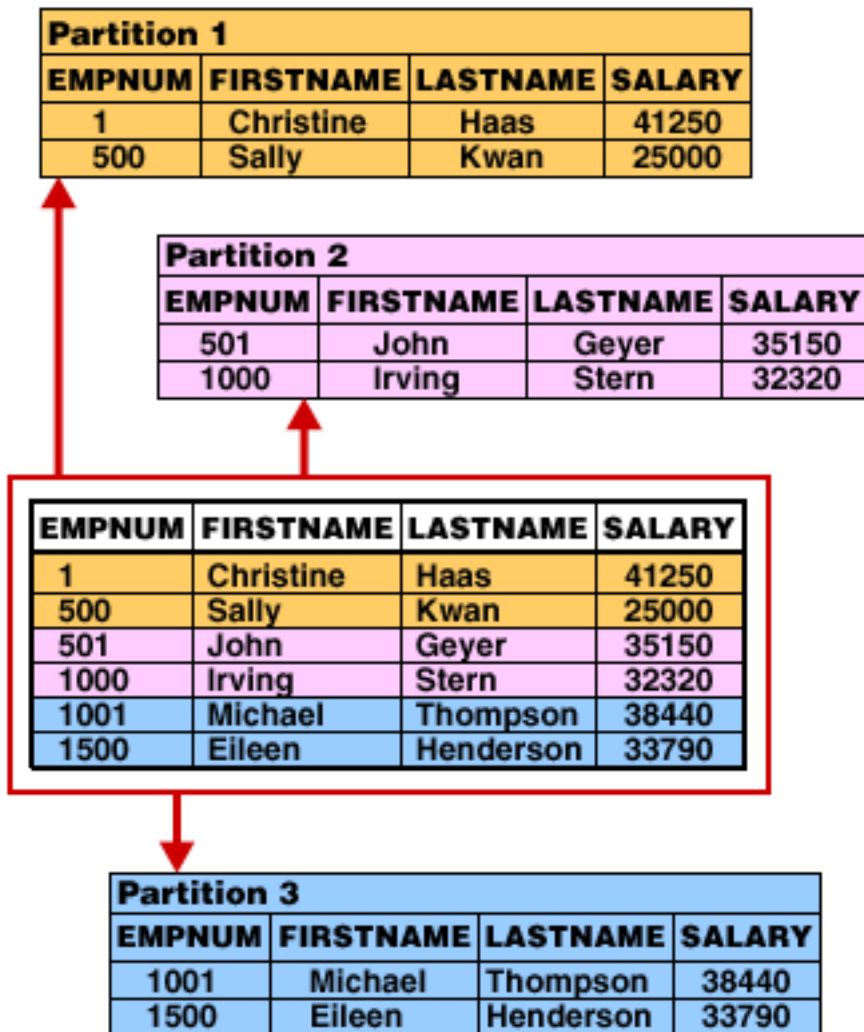 Partition 1
EMPNUM FIRSTNAME LASTNAME SALARY
1 Christine Haas 41250
500 Sally Kwan 25000
Partition 2
EMPNUM FIRSTNAME LASTNAME SALARY
501 John Geyer 35150
1000 Irving Stern 32320
EMPNUM FIRSTNAME LASTNAME SALARY
1 Christine Haas 41250
500 Sally Kwan 25000
501 John Geyer 35150
1000 Irving Stern 32320
1001 Michael Thompson 38440
1500 Eileen Henderson 33790
Partition 3
EMPNUM FIRSTNAME LASTNAME SALARY
1001 Michael Thompson 38440
1500 Eileen Henderson 33790